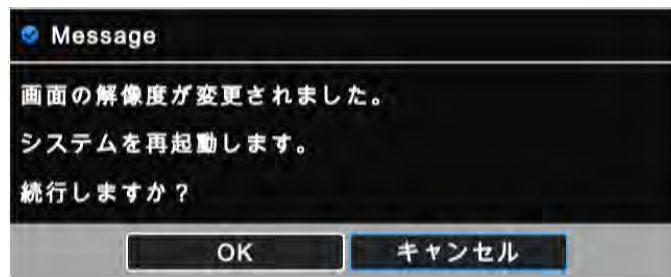 Message
画面の解像度が変更されました。
システムを再起動します。
続行しますか？
OK
キャンセル